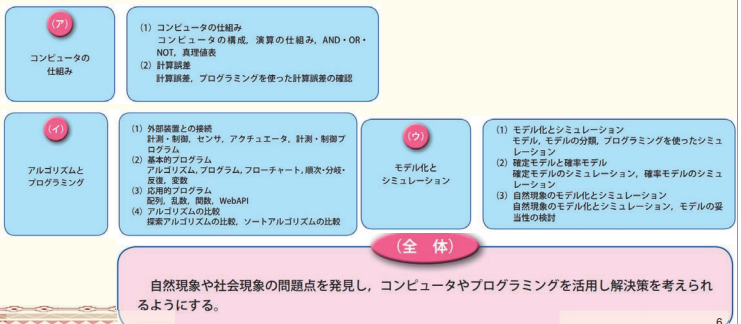 (ア)
コンピュータの
仕組み
(1) コンピュータの仕組み
コンピュータの構成，演算の仕組み，AND・OR・
NOT，真理値表
(2) 計算誤差
計算誤差，プログラミングを使った計算誤差の確認
(イ)
アルゴリズムと
プログラミング
(1) 外部装置との接続
計測・制御，センサ，アクチュエータ，計測・制御プ
ログラム
(2) 基本的プログラム
アルゴリズム，プログラム，フローチャート，順次・分岐・
反復，変数
(3) 応用的プログラム
配列，乱数，関数，WebAPI
(4) アルゴリズムの比較
探索アルゴリズムの比較，ソートアルゴリズムの比較
(ウ)
モデル化と
シミュレーション
(1) モデル化とシミュレーション
モデル，モデルの分類，プログラミングを使ったシミュ
レーション
(2) 確定モデルと確率モデル
確定モデルのシミュレーション，確率モデルのシミュ
レーション
(3) 自然現象のモデル化とシミュレーション
自然現象のモデル化とシミュレーション，モデルの妥
当性の検討
(全 体)
自然現象や社会現象の問題点を発見し，コンピュータやプログラミングを活用し解決策を考えられ
るようにする。
6